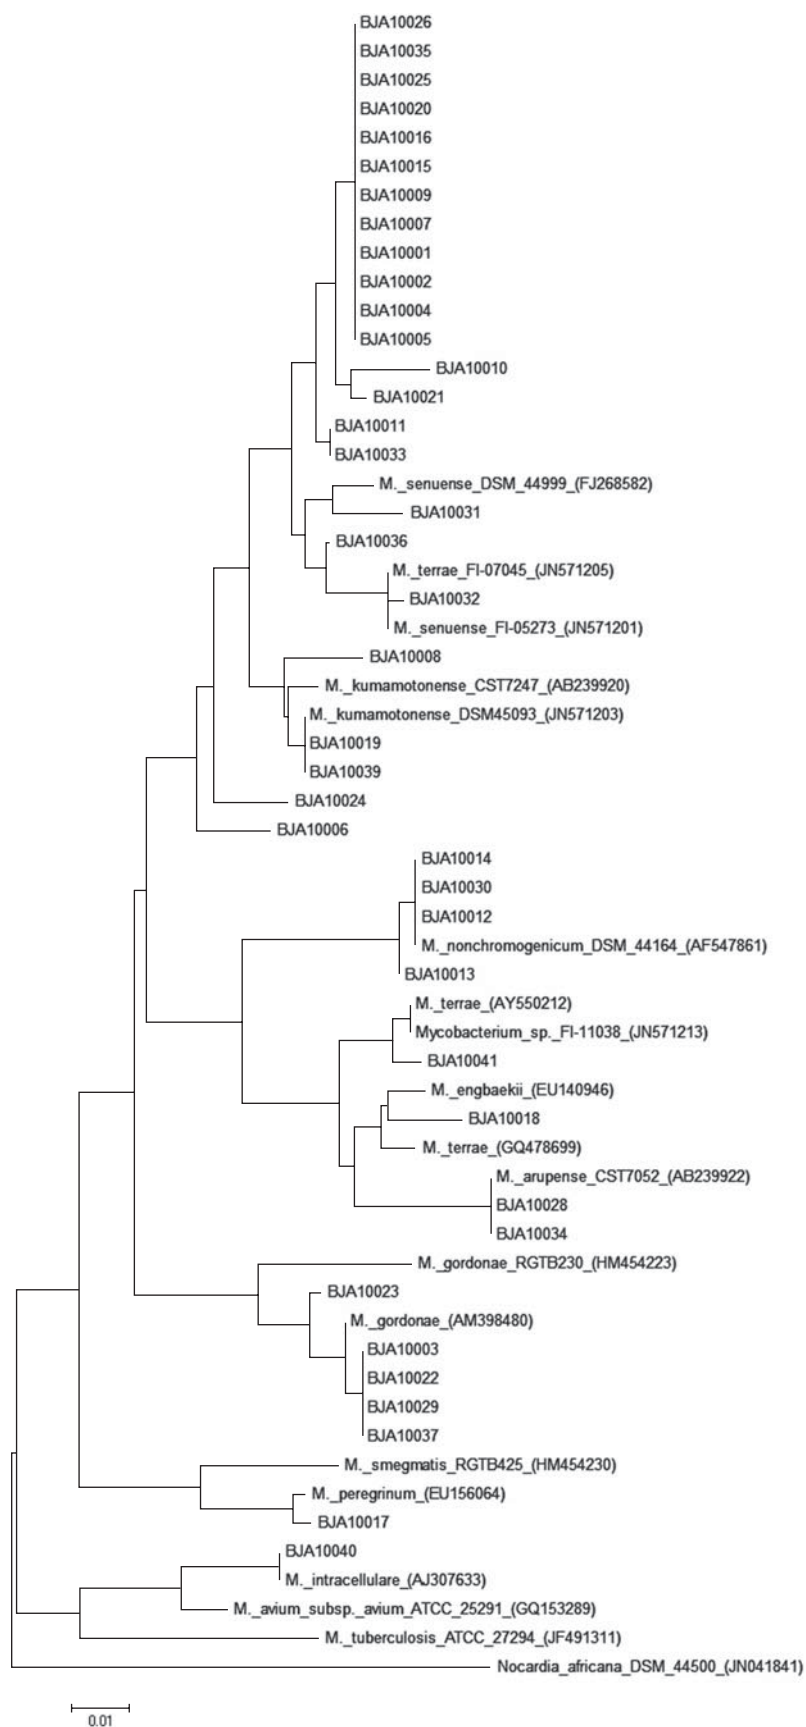 BJA10026
BJA10035
BJA10025
BJA10020
BJA10016
BJA10015
BJA10009
BJA10007
BJA10001
BJA10002
BJA10004
BJA10005
BJA10010
BJA10021
BJA10011
BJA10033
M._senuense_DSM_44999_(FJ268582)
BJA10031
BJA10036
M._terrae_FI-07045_(JN571205)
BJA10032
M._senuense_FI-05273_(JN571201)
BJA10008
M._kumamotonense_CST7247_(AB239920)
M._kumamotonense_DSM45093_(JN571203)
BJA10019
BJA10039
BJA10024
BJA10006
BJA10014
BJA10030
BJA10012
M._nonchromogenicum_DSM_44164_(AF547861)
BJA10013
M._terrae_(AY550212)
Mycobacterium_sp._FI-11038_(JN571213)
BJA10041
M._engbaekii_(EU140946)
BJA10018
M._terrae_(GQ478699)
M._arupense_CST7052_(AB239922)
BJA10028
BJA10034
M._gordonae_RGTB230_(HM454223)
BJA10023
M._gordonae_(AM398480)
BJA10003
BJA10022
BJA10029
BJA10037
M._smegmatis_RGTB425_(HM454230)
M._peregrinum_(EU156064)
BJA10017
BJA10040
M._intracellulare_(AJ307633)
M._avium_subsp._avium_ATCC_25291_(GQ153289)
M._tuberculosis_ATCC_27294_(JF491311)
Nocardia_africana_DSM_44500_(JN041841)
0.01